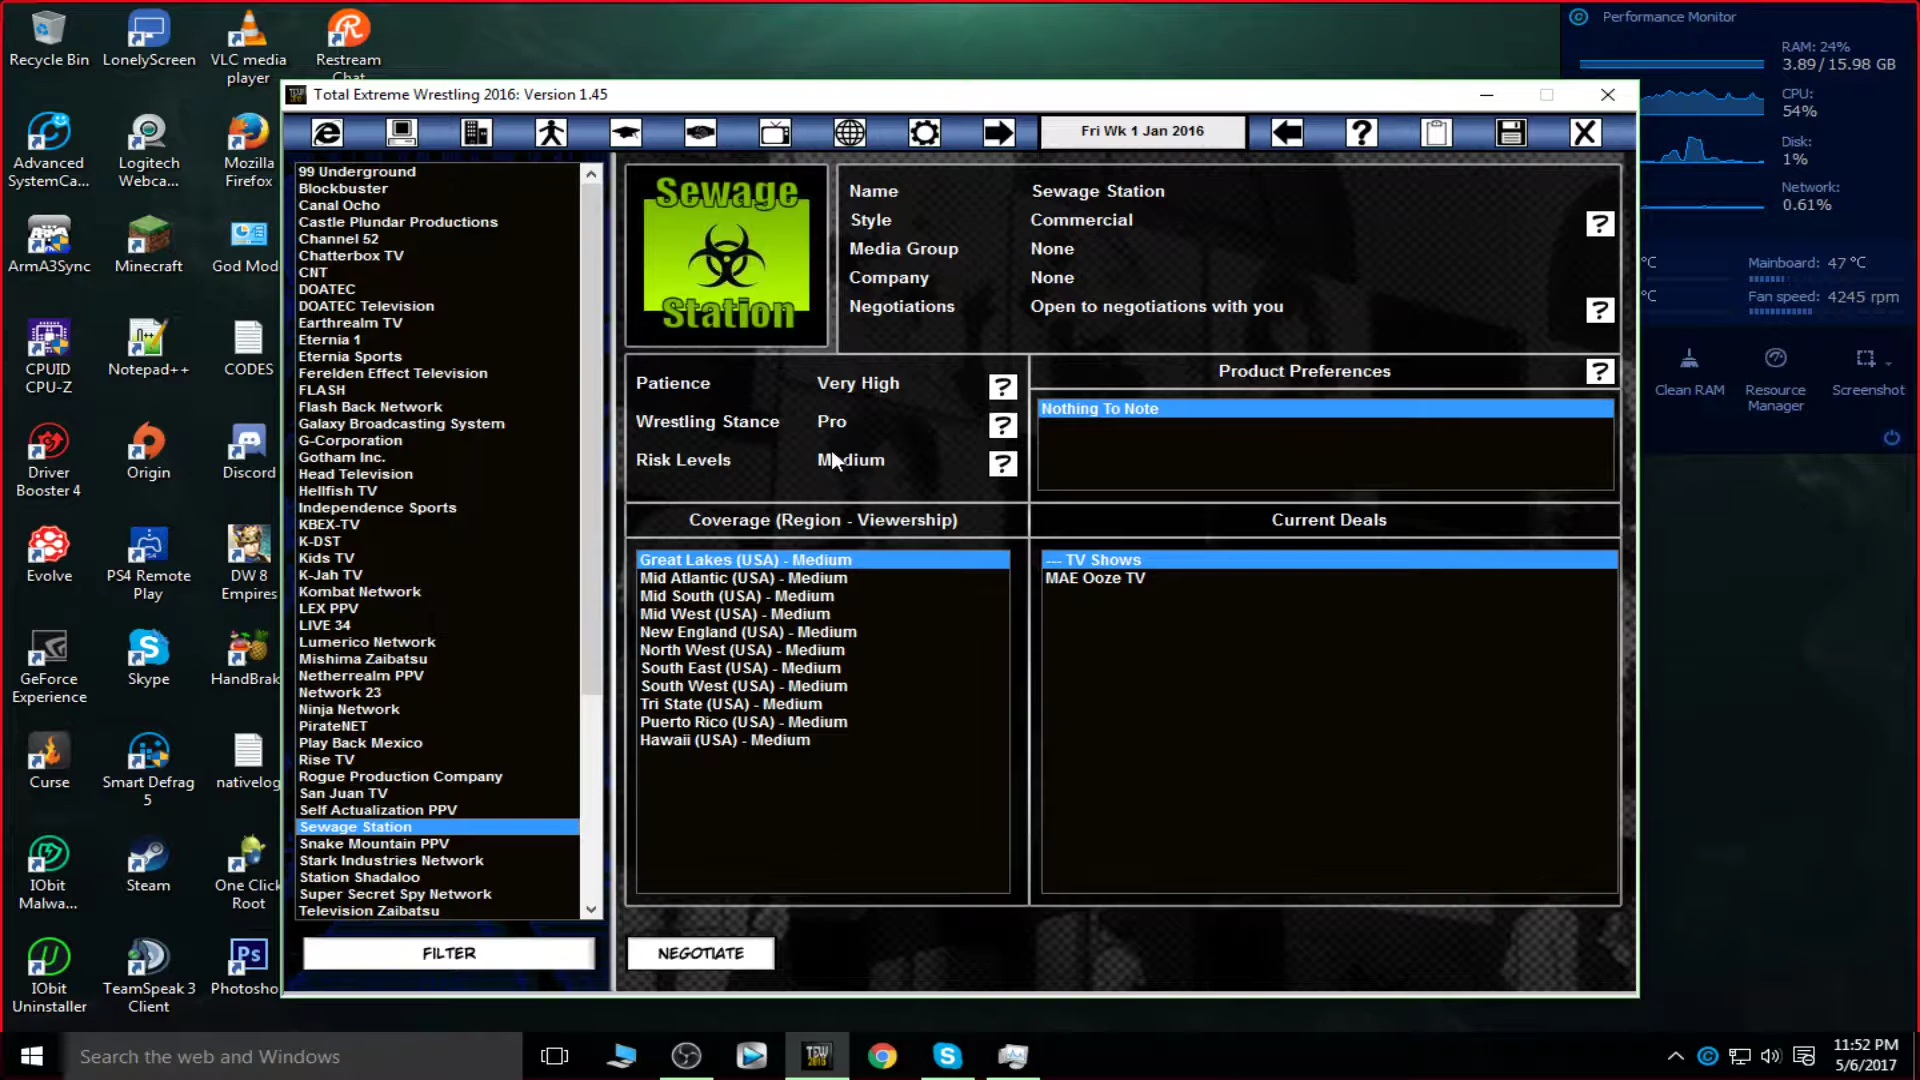 Recycle Bin
LonelyScreen
VLC media
player
Restream
Chat
Performance Monitor
RAM: 24%
3.89 / 15.98 GB
CPU:
54%
Disk:
1%
Network:
0.61%
°C
Mainboard: 47 °C
°C
Fan speed: 4245 rpm
Clean RAM
Resource
Manager
Screenshot
Advanced
SystemCa...
Logitech
Webca...
Mozilla
Firefox
ArmA3Sync
Minecraft
God Mod
CPUID
CPU-Z
Notepad++
CODES
Driver
Booster 4
Origin
Discord
Evolve
PS4 Remote
Play
DW 8
Empires
GeForce
Experience
Skype
HandBrak
Curse
Smart Defrag
5
nativelog
IObit
Malwa...
Steam
One Click
Root
IObit
Uninstaller
TeamSpeak 3
Client
Photosho
Total Extreme Wrestling 2016: Version 1.45
Fri Wk 1 Jan 2016
99 Underground
Blockbuster
Canal Ocho
Castle Plundar Productions
Channel 52
Chatterbox TV
CNT
DOATEC
DOATEC Television
Earthrealm TV
Eternia 1
Eternia Sports
Ferelden Effect Television
FLASH
Flash Back Network
Galaxy Broadcasting System
G-Corporation
Gotham Inc.
Head Television
Hellfish TV
Independence Sports
KBEX-TV
K-DST
Kids TV
K-Jah TV
Kombat Network
LEX PPV
LIVE 34
Lumerico Network
Mishima Zaibatsu
Netherrealm PPV
Network 23
Ninja Network
PirateNET
Play Back Mexico
Rise TV
Rogue Production Company
San Juan TV
Self Actualization PPV
Sewage Station
Snake Mountain PPV
Stark Industries Network
Station Shadaloo
Super Secret Spy Network
Television Zaibatsu
FILTER
Sewage
Station
Name Sewage Station
Style Commercial
?
Media Group None
Company None
Negotiations Open to negotiations with you
?
Patience Very High ?
Wrestling Stance Pro ?
Risk Levels Medium ?
Product Preferences ?
Nothing To Note
Coverage (Region - Viewership)
Great Lakes (USA) - Medium
Mid Atlantic (USA) - Medium
Mid South (USA) - Medium
Mid West (USA) - Medium
New England (USA) - Medium
North West (USA) - Medium
South East (USA) - Medium
South West (USA) - Medium
Tri State (USA) - Medium
Puerto Rico (USA) - Medium
Hawaii (USA) - Medium
Current Deals
--- TV Shows
MAE Ooze TV
NEGOTIATE
Search the web and Windows
11:52 PM
5/6/2017